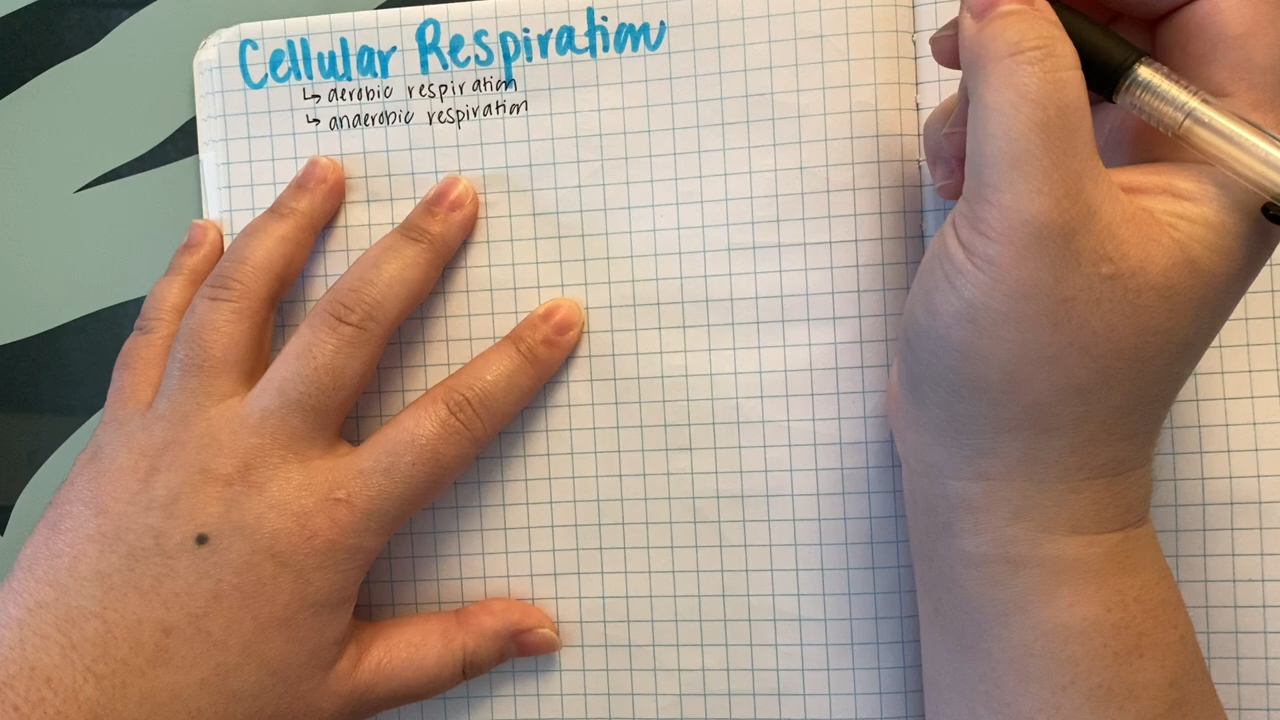 Cellular Respiration
↳ aerobic respiration
↳ anaerobic respiration